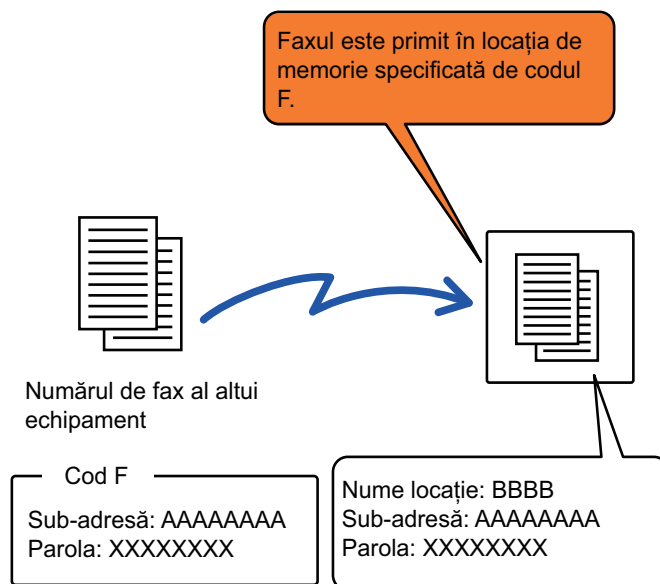 Faxul este primit în locația de
memorie specificată de codul
F.
Numărul de fax al altui
echipament
Cod F
Sub-adresă: AAAAAAAA
Parola: XXXXXXXX
Nume locație: BBBB
Sub-adresă: AAAAAAAA
Parola: XXXXXXXX